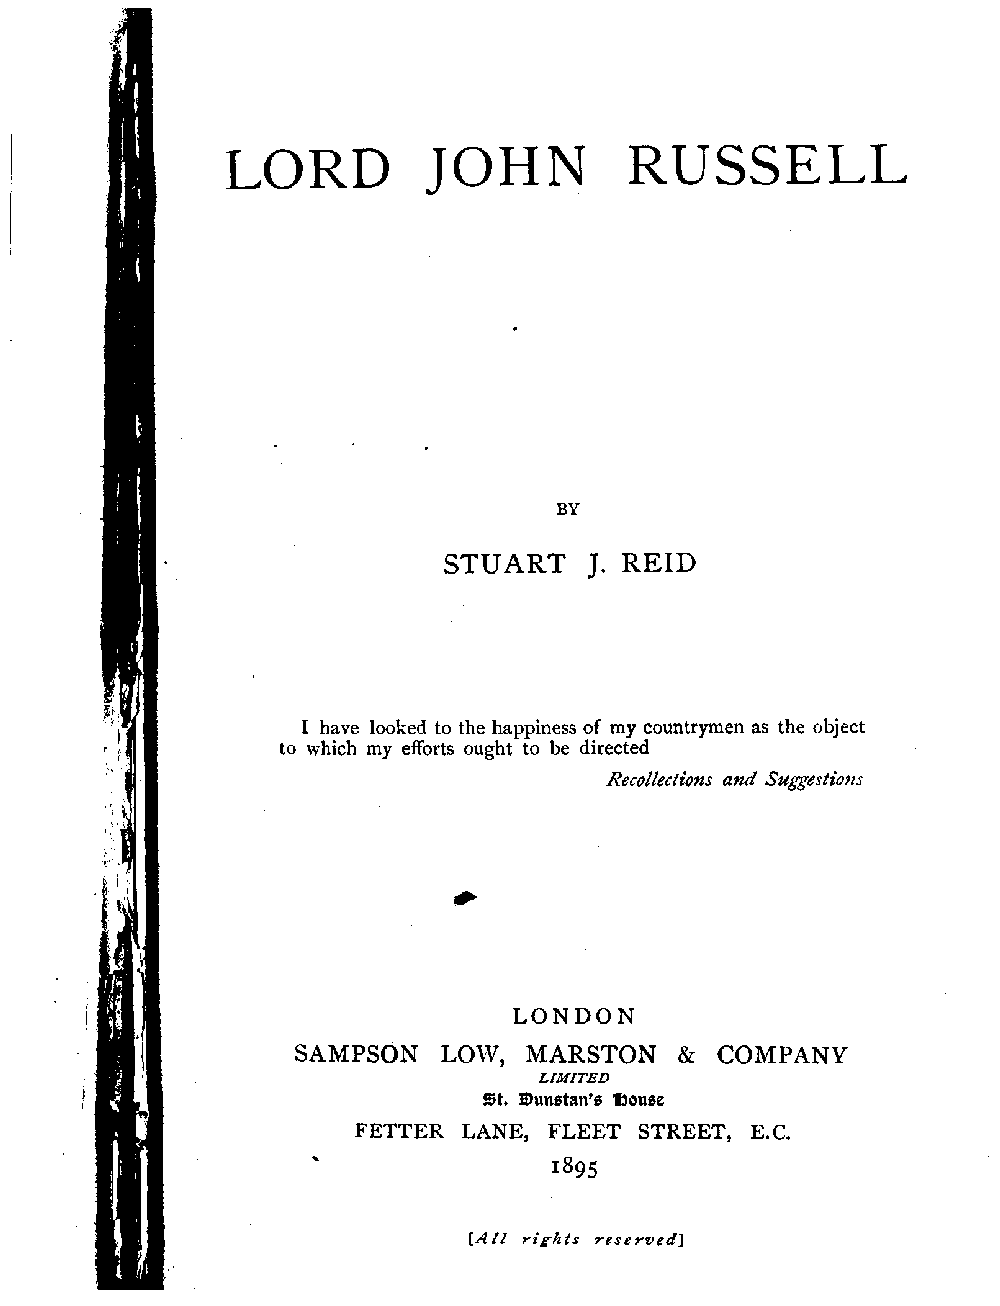 LORD JOHN RUSSELL
BY
STUART J. REID
I have looked to the happiness of my countrymen as the object
to which my efforts ought to be directed
Recollections and Suggestions
LONDON
SAMPSON LOW, MARSTON & COMPANY
LIMITED
St. Dunstan's House
FETTER LANE, FLEET STREET, E.C.
1895
[All rights reserved]